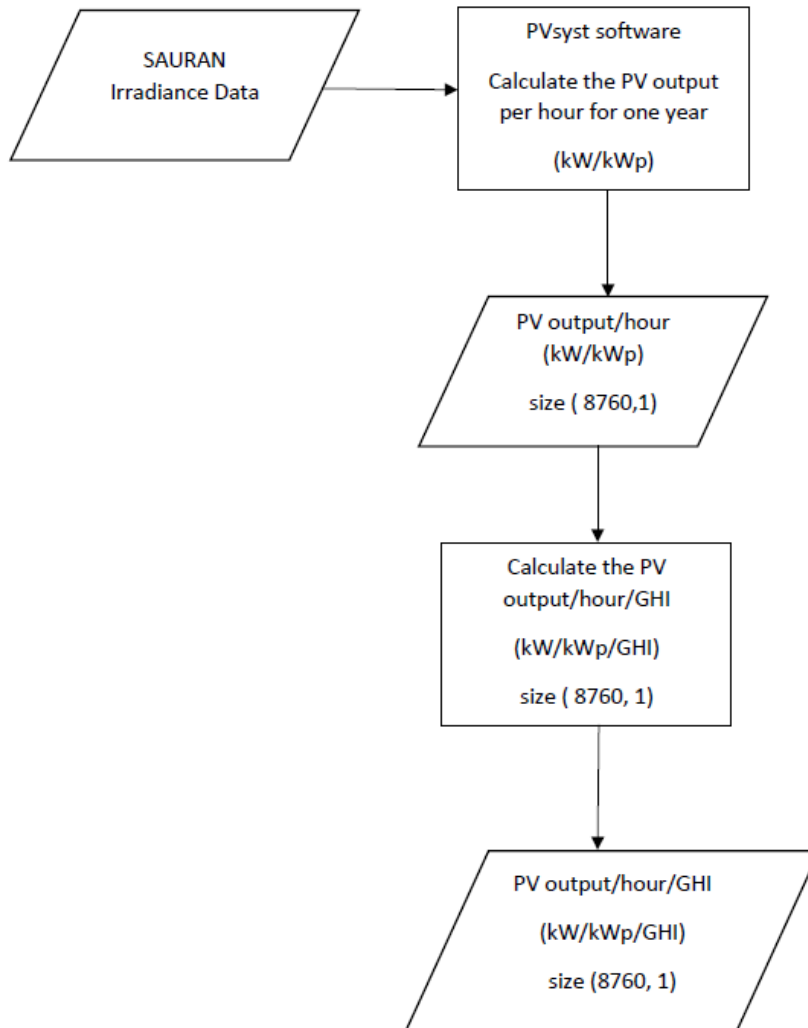 SAURAN
Irradiance Data
PVsyst software
Calculate the PV output
per hour for one year
(kW/kWp)
PV output/hour
(kW/kWp)
size ( 8760,1)
Calculate the PV
output/hour/GHI
(kW/kWp/GHI)
size ( 8760, 1)
PV output/hour/GHI
(kW/kWp/GHI)
size (8760, 1)